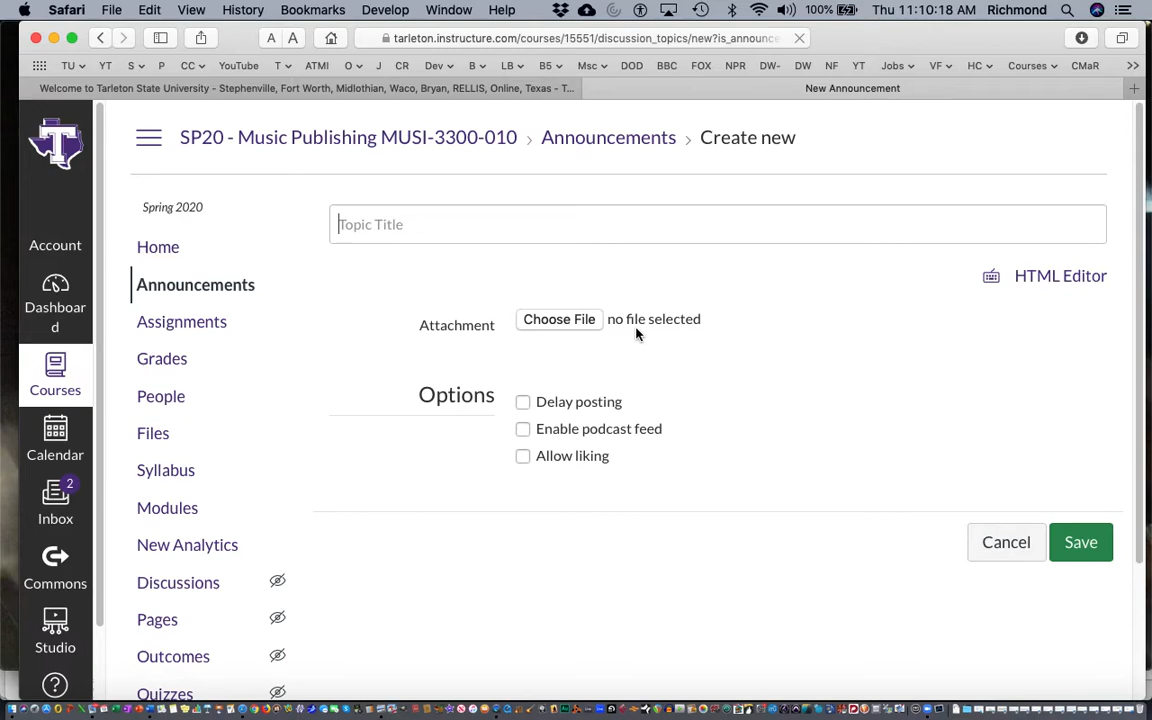 Safari File Edit View History Bookmarks Develop Window Help 100% Thu 11:10:18 AM Richmond
A A tarleton.instructure.com/courses/15551/discussion_topics/new?is_announce
TU YT S P CC YouTube T ATMI O J CR Dev B LB B5 Msc DOD BBC FOX NPR DW- DW NF YT Jobs VF HC Courses CMaR
Welcome to Tarleton State University - Stephenville, Fort Worth, Midlothian, Waco, Bryan, RELLIS, Online, Texas - T... New Announcement
SP20 - Music Publishing MUSI-3300-010 › Announcements › Create new
Spring 2020
Topic Title
Account
Home
HTML Editor
Announcements
Dashboar
d
Assignments
Attachment Choose File no file selected
Grades
Courses
People
Options
Delay posting
Files
Enable podcast feed
Calendar
Allow liking
Syllabus
2
Inbox
Modules
New Analytics
Cancel Save
Commons
Discussions
Pages
Studio
Outcomes
Quizzes